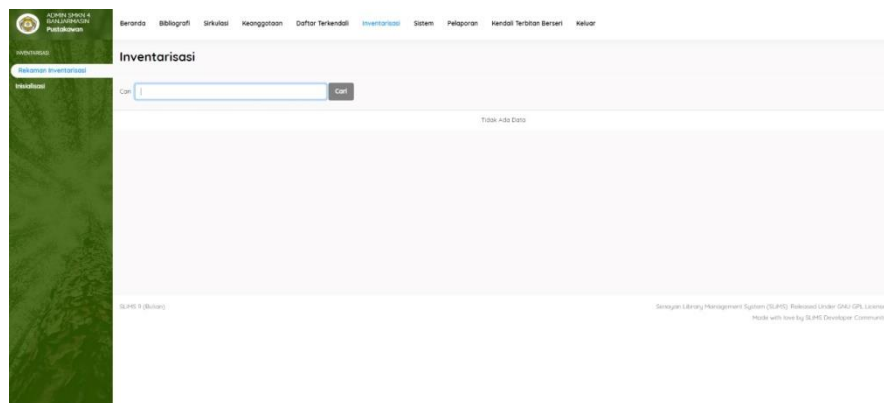 ADMIN SMKN 4
BANJARMASIN
Pustakawan
Beranda Bibliografi Sirkulasi Keanggotaan Daftar Terkendali Inventarisasi Sistem Pelaporan Kendali Terbitan Berseri Keluar
INVENTARISASI
Rekaman Inventarisasi
Inisialisasi
Inventarisasi
Cari
Cari
Tidak Ada Data
SLiMS 9 (Bulian)
Senayan Library Management System (SLiMS). Released Under GNU GPL License
Made with love by SLiMS Developer Communit